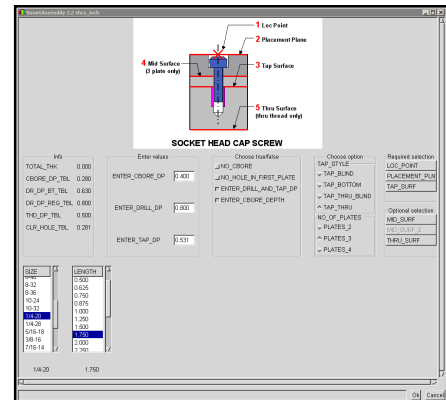 SmartAssembly 2.2 shcs_inch
1 Loc Point
2 Placement Plane
4 Mid Surface
(3 plate only)
3 Tap Surface
5 Thru Surface
(thru thread only)
SOCKET HEAD CAP SCREW
Info
TOTAL_THK 0.000
CBORE_DP_TBL 0.280
DR_DP_BT_TBL 0.630
DR_DP_REG_TBL 0.800
THD_DP_TBL 0.500
CLR_HOLE_TBL 0.281
Enter values
ENTER_CBORE_DP 0.400
ENTER_DRILL_DP 0.800
ENTER_TAP_DP 0.531
Choose true/false
NO_CBORE
NO_HOLE_IN_FIRST_PLATE
ENTER_DRILL_AND_TAP_DP
ENTER_CBORE_DEPTH
Choose option
TAP_STYLE
TAP_BLIND
TAP_BOTTOM
TAP_THRU_BLIND
TAP_THRU
NO_OF_PLATES
PLATES_2
PLATES_3
PLATES_4
Required selection
LOC_POINT
PLACEMENT_PLN
TAP_SURF
Optional selection
MID_SURF
MID_SURF_2
THRU_SURF
SIZE
6-40
8-32
8-36
10-24
10-32
1/4-20
1/4-28
5/16-18
3/8-16
7/16-14
LENGTH
0.500
0.625
0.750
0.875
1.000
1.250
1.500
1.750
2.000
2.250
1/4-20 1.750
Ok Cancel